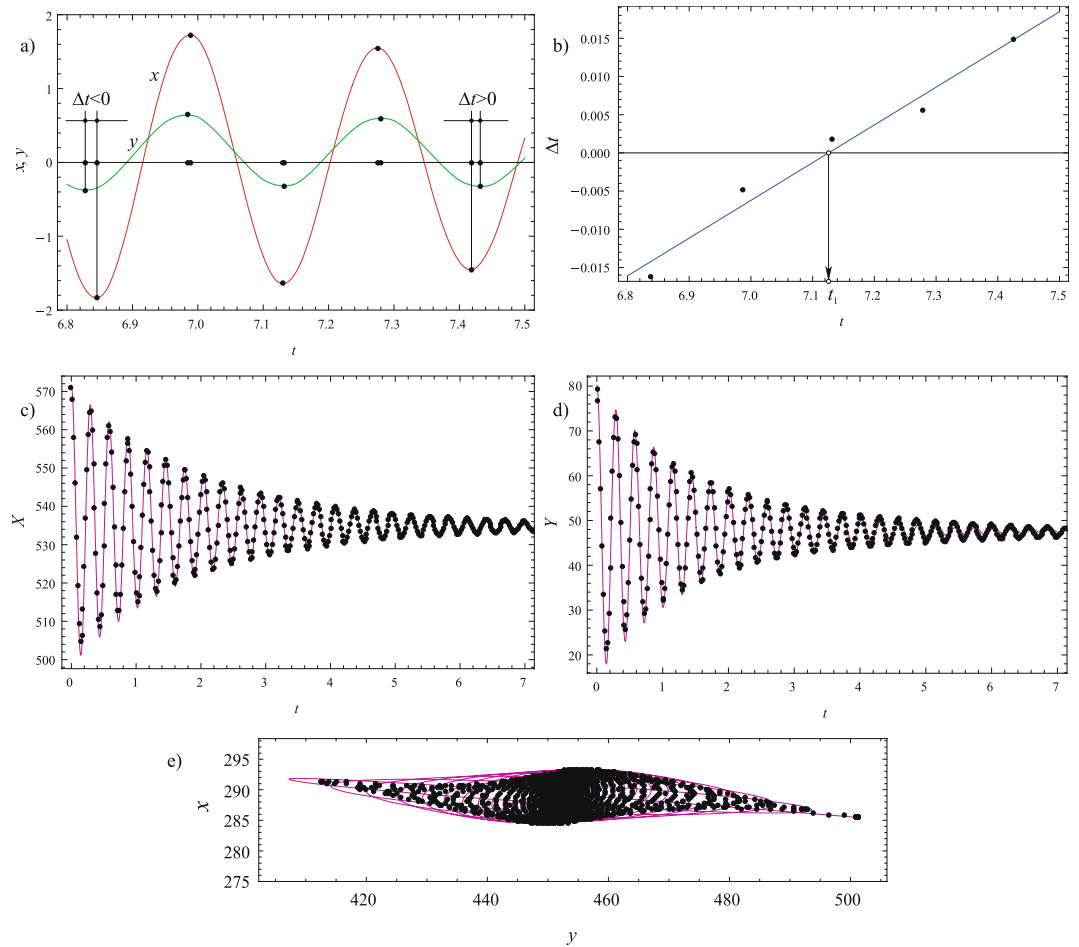 a)
x, y
2
1
0
−1
−2
x
y
Δt<0
Δt>0
6.8 6.9 7.0 7.1 7.2 7.3 7.4 7.5
t
b)
Δt
0.015
0.010
0.005
0.000
−0.005
−0.010
−0.015
6.8 6.9 7.0 7.1 t₁ 7.2 7.3 7.4 7.5
t
c)
X
570
560
550
540
530
520
510
500
0 1 2 3 4 5 6 7
t
d)
Y
80
70
60
50
40
30
20
0 1 2 3 4 5 6 7
t
e)
x
295
290
285
280
275
420 440 460 480 500
y